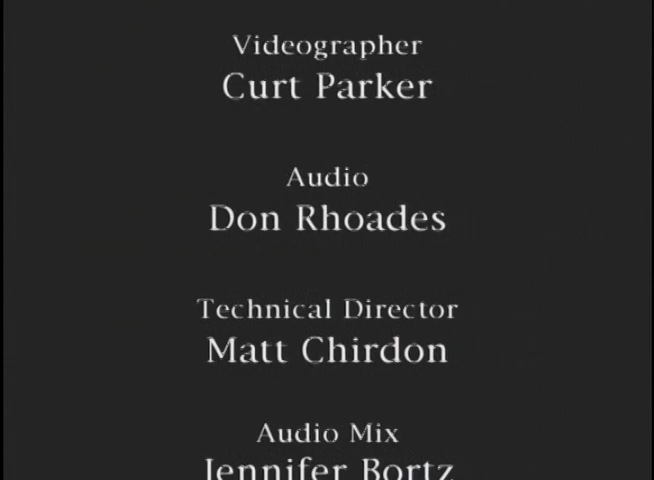 Videographer
Curt Parker
Audio
Don Rhoades
Technical Director
Matt Chirdon
Audio Mix
Jennifer Bortz